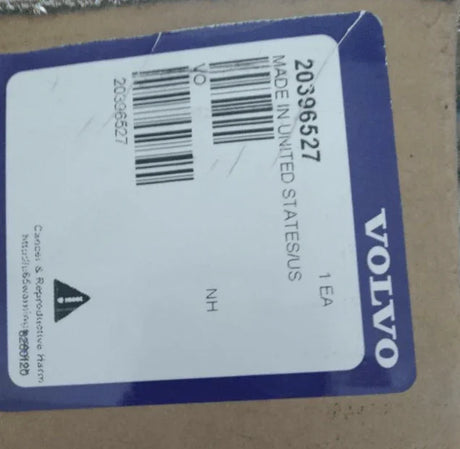 VOLVO
20396527
1 EA
MADE IN UNITED STATES/US
VO
NH
20396527
Cancer & Reproductive Harm